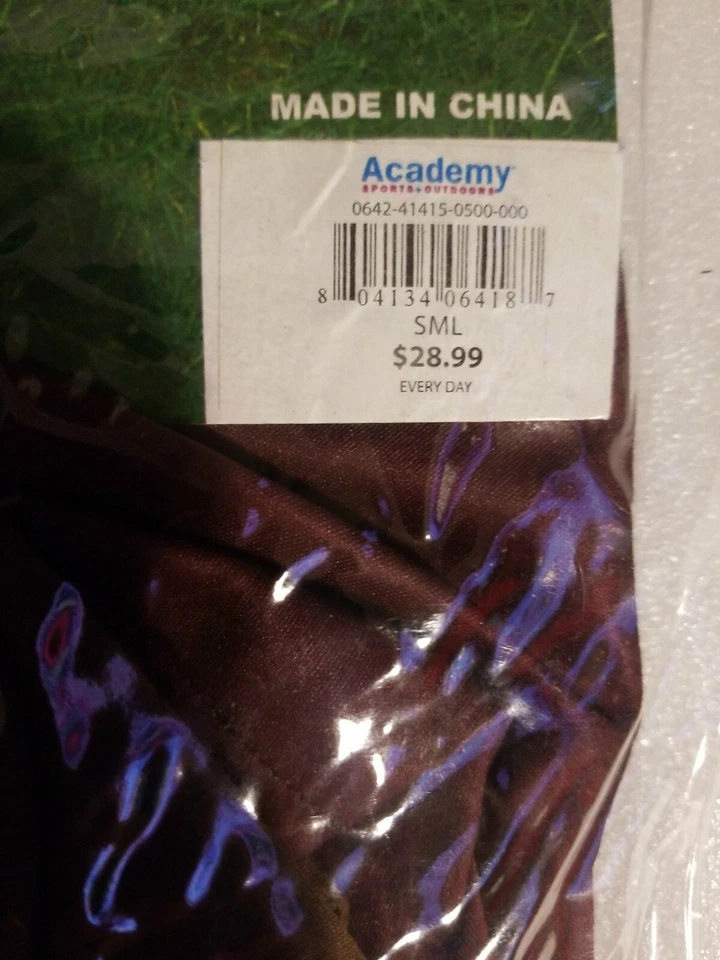 MADE IN CHINA
Academy
SPORTS+OUTDOORS
0642-41415-0500-000
8 04134 06418 7
SML
$28.99
EVERY DAY